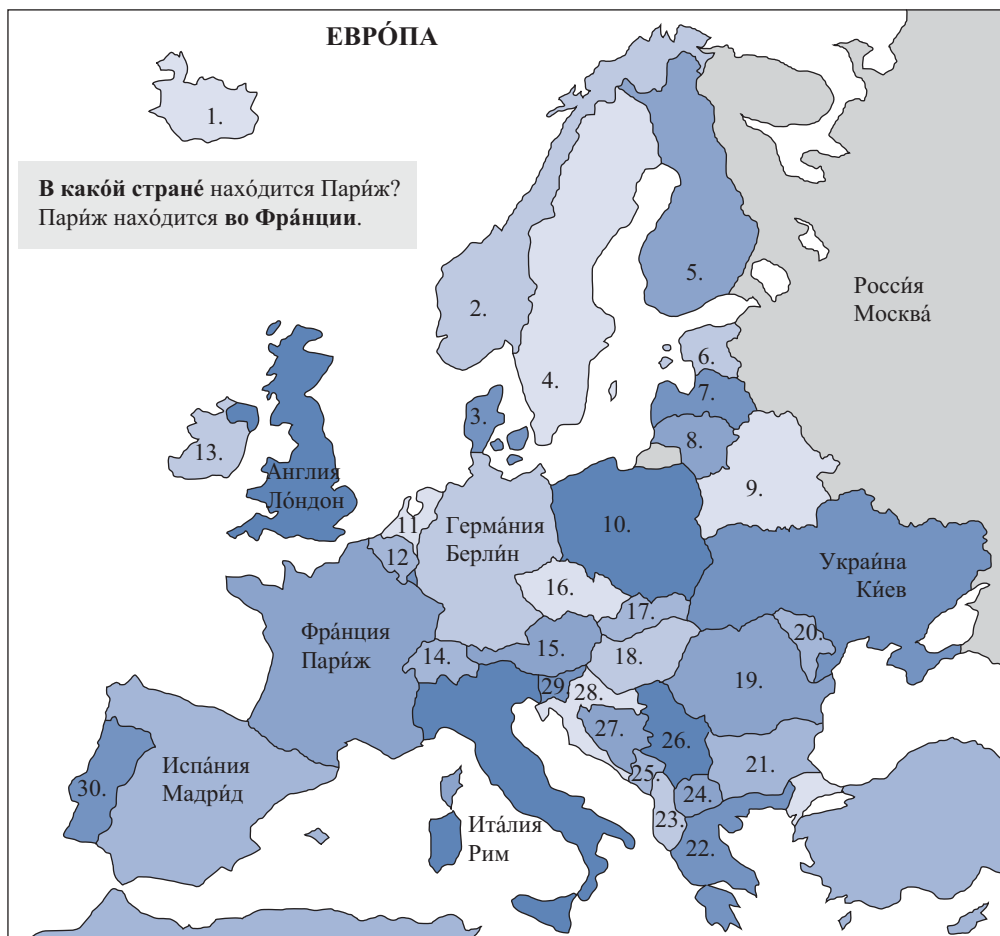 ЕВРО́ПА
1.
В како́й стране́ нахо́дится Пари́ж?
Пари́ж нахо́дится во Фра́нции.
2.
5.
Росси́я
Москва́
4.
6.
3.
7.
8.
13.
Англия
Ло́ндон
9.
11
12
Герма́ния
Берли́н
10.
Украи́на
Ки́ев
16.
17.
20.
Фра́нция
Пари́ж
14.
15.
18.
19.
29.
28.
27.
26.
30.
Испа́ния
Мадри́д
25.
21.
24.
23.
Ита́лия
Рим
22.